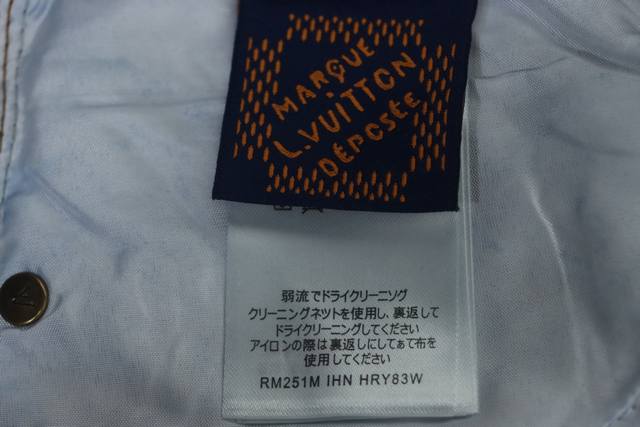 MARQUE
L.VUITTON
DÉPOSÉE
弱流でドライクリーニソグ
クリーニングネットを使用し、裏返して
ドライクリーニングしてください
アイロンの際は裏返しにしてぁて布を
使用してください
RM251M IHN HRY83W
V